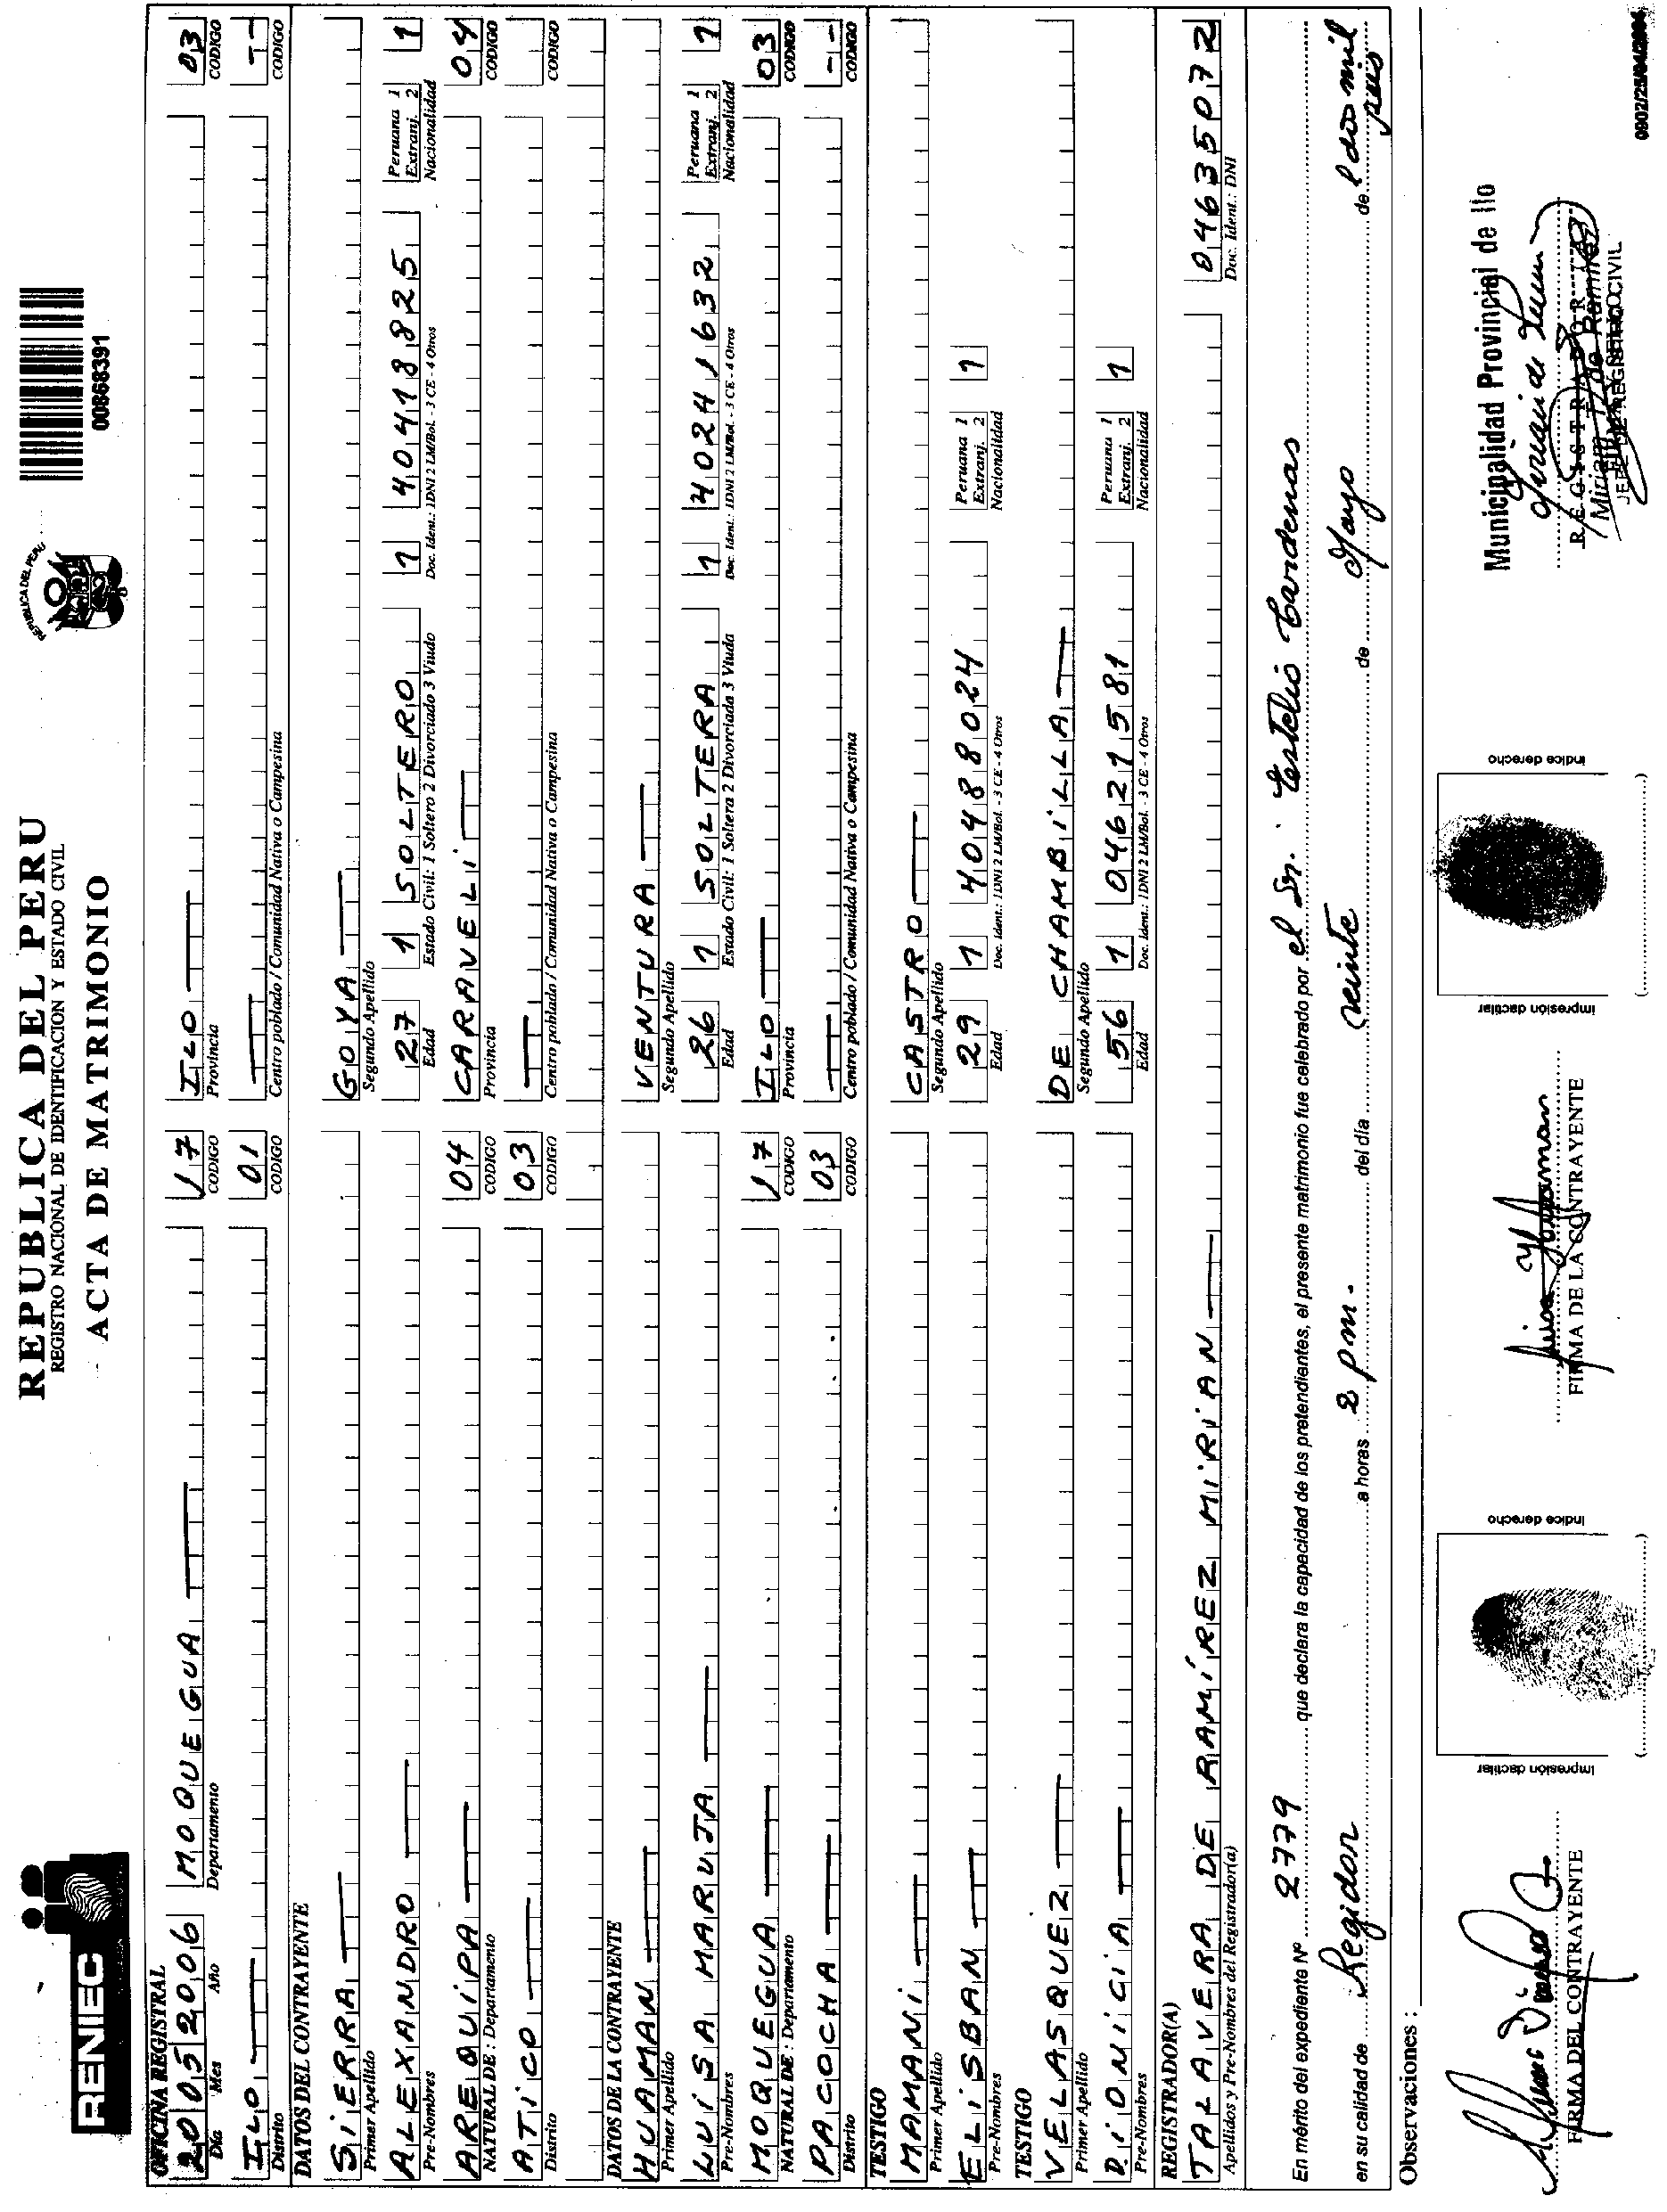 RENIEC
REPUBLICA DEL PERU
REGISTRO NACIONAL DE IDENTIFICACION Y ESTADO CIVIL
ACTA DE MATRIMONIO
REPUBLICA DEL PERU
00868391
OFICINA REGISTRAL
20 05 2006 MOQUEGUA 17 ILO 03
Día Mes Año Departamento CODIGO Provincia CODIGO
ILO 01 --
Distrito CODIGO Centro poblado / Comunidad Nativa o Campesina CODIGO
DATOS DEL CONTRAYENTE
SIERRA GOYA
Primer Apellido Segundo Apellido
ALEXANDRO 27 1 SOLTERO 1 40418825 Peruana 1 Extranj. 2 1
Pre-Nombres Edad Estado Civil: 1 Soltero 2 Divorciado 3 Viudo Doc. Ident.: 1DNI 2 LM/Bol. - 3 CE - 4 Otros Nacionalidad
AREQUIPA 04 CARAVELI 04
NATURAL DE : Departamento CODIGO Provincia CODIGO
ATICO 03
Distrito CODIGO Centro poblado / Comunidad Nativa o Campesina CODIGO
DATOS DE LA CONTRAYENTE
HUAMAN VENTURA
Primer Apellido Segundo Apellido
LUISA MARUJA 26 1 SOLTERA 1 40241632 Peruana 1 Extranj. 2 1
Pre-Nombres Edad Estado Civil: 1 Soltera 2 Divorciada 3 Viuda Doc. Ident.: 1DNI 2 LM/Bol. - 3 CE - 4 Otros Nacionalidad
MOQUEGUA 17 ILO 03
NATURAL DE : Departamento CODIGO Provincia CODIGO
PACOCHA 03 --
Distrito CODIGO Centro poblado / Comunidad Nativa o Campesina CODIGO
TESTIGO
MAMANI CASTRO
Primer Apellido Segundo Apellido
ELISBAN 29 1 40488024 Peruana 1 Extranj. 2 1
Pre-Nombres Edad Doc. Ident.: 1DNI 2 LM/Bol. - 3 CE - 4 Otros Nacionalidad
TESTIGO
VELASQUEZ DE CHAMBILLA
Primer Apellido Segundo Apellido
DIONICIA 56 1 04621581 Peruana 1 Extranj. 2 1
Pre-Nombres Edad Doc. Ident.: 1DNI 2 LM/Bol. - 3 CE - 4 Otros Nacionalidad
REGISTRADOR(A)
TALAVERA DE RAMÍREZ MIRIAN 04635072
Apellidos y Pre-Nombres del Registrador(a) Doc. Ident.: DNI
En mérito del expediente Nº 2779 que declara la capacidad de los pretendientes, el presente matrimonio fue celebrado por el Sr. Estelio Cardenas
en su calidad de Regidor a horas 2 pm. del día veinte de Mayo de l dos mil seis
Observaciones :
FIRMA DEL CONTRAYENTE
impresión dactilar
Indice derecho
Luisa Huaman
FIRMA DE LA CONTRAYENTE
impresión dactilar
Indice derecho
Municipalidad Provincial de Ilo
REGISTRADOR
Miriam T. de Ramirez
JEFE DE REGISTRO CIVIL